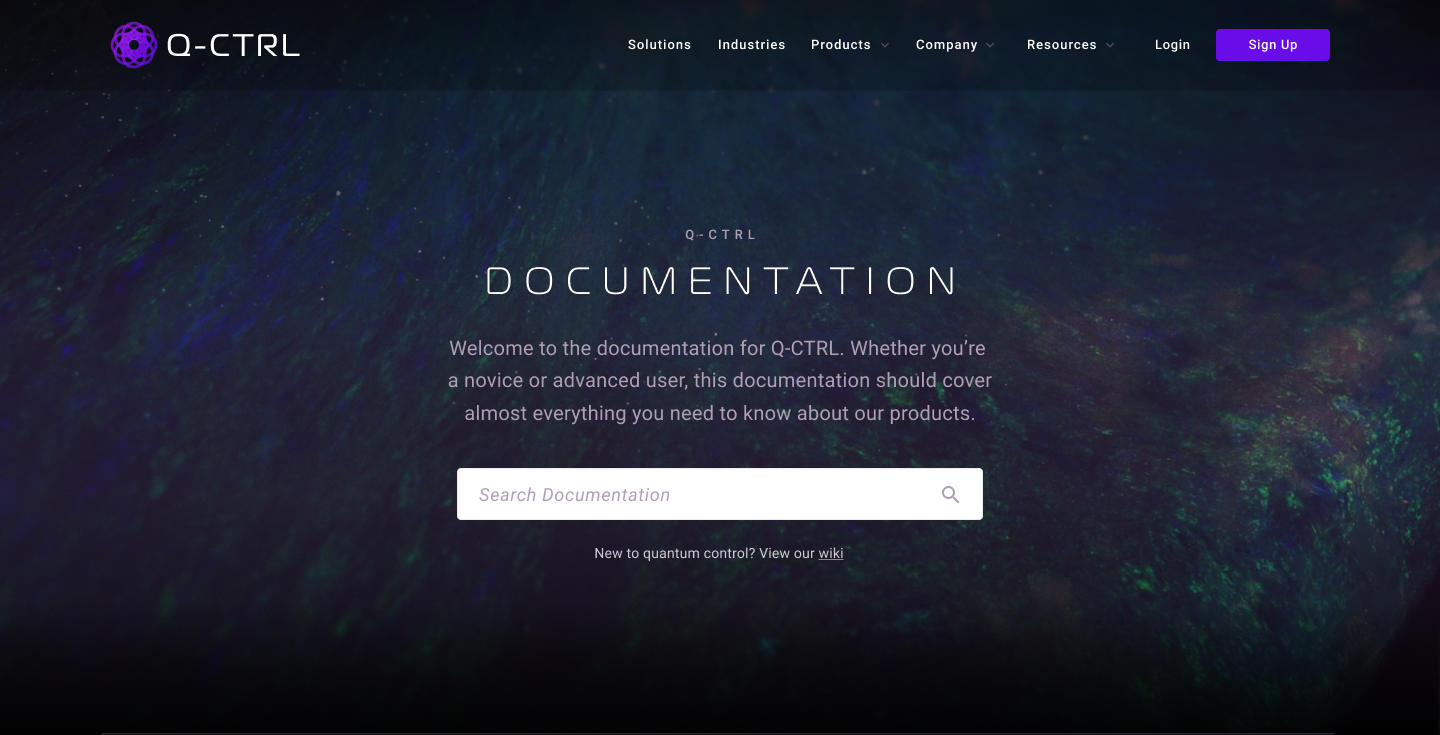 Q-CTRL
Solutions Industries Products Company Resources Login Sign Up
Q-CTRL
DOCUMENTATION
Welcome to the documentation for Q-CTRL. Whether you’re
a novice or advanced user, this documentation should cover
almost everything you need to know about our products.
Search Documentation
New to quantum control? View our wiki